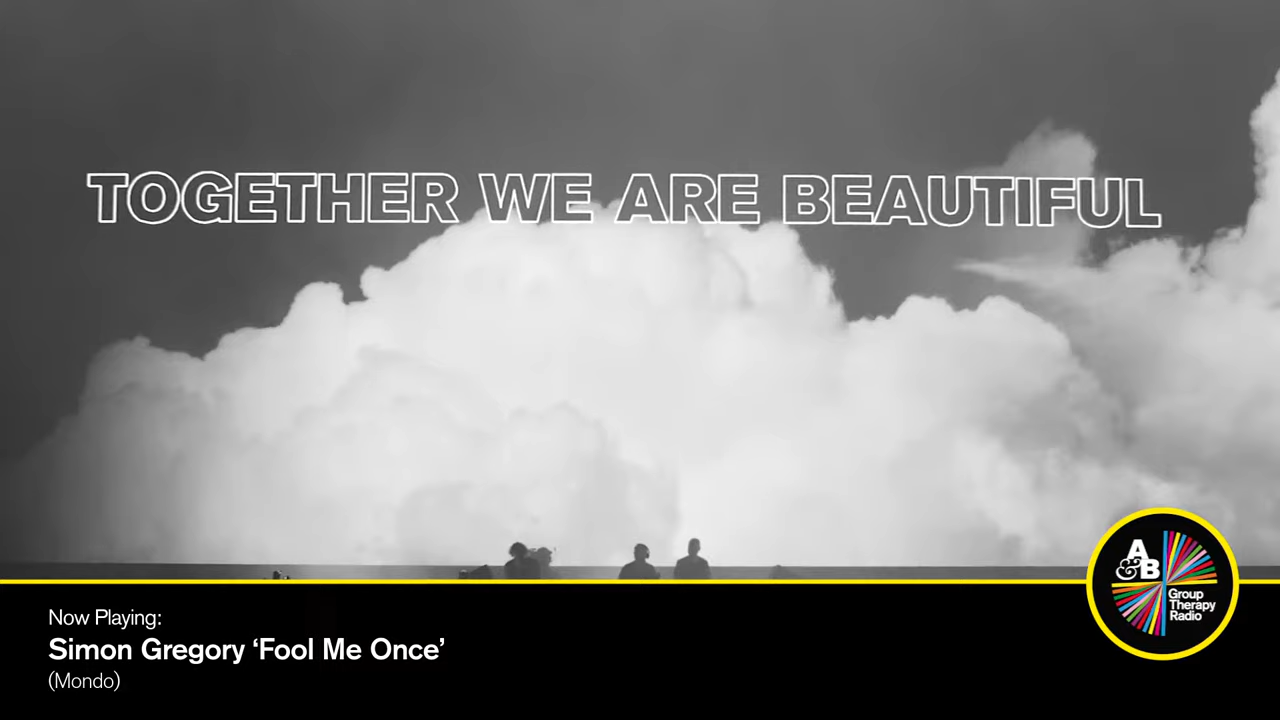 TOGETHER WE ARE BEAUTIFUL
A
&B
Group
Therapy
Radio
Now Playing:
Simon Gregory ‘Fool Me Once’
(Mondo)